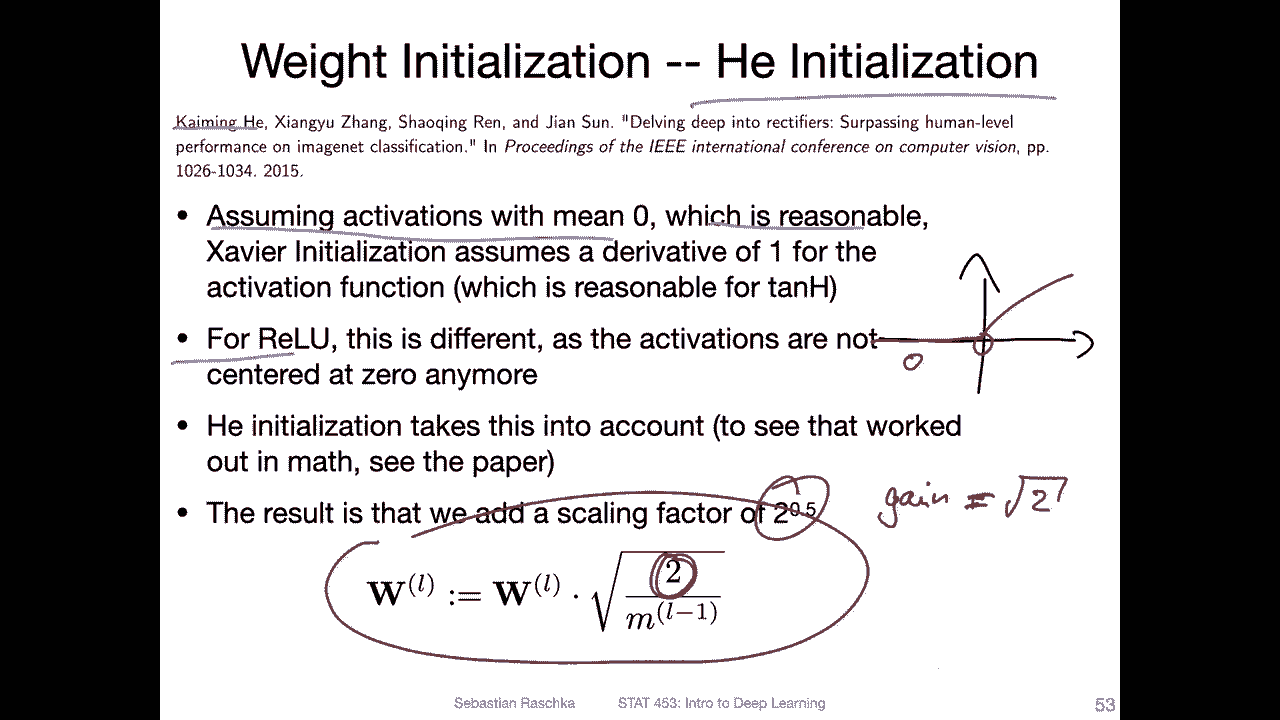 Weight Initialization -- He Initialization
Kaiming He, Xiangyu Zhang, Shaoqing Ren, and Jian Sun. "Delving deep into rectifiers: Surpassing human-level
performance on imagenet classification." In Proceedings of the IEEE international conference on computer vision, pp.
1026-1034. 2015.
• Assuming activations with mean 0, which is reasonable,
Xavier Initialization assumes a derivative of 1 for the
activation function (which is reasonable for tanH)
• For ReLU, this is different, as the activations are not
centered at zero anymore
0
• He initialization takes this into account (to see that worked
out in math, see the paper)
• The result is that we add a scaling factor of 2^0.5
gain = √2
W^(l) := W^(l) · √(2 / m^(l−1))
Sebastian Raschka STAT 453: Intro to Deep Learning 53